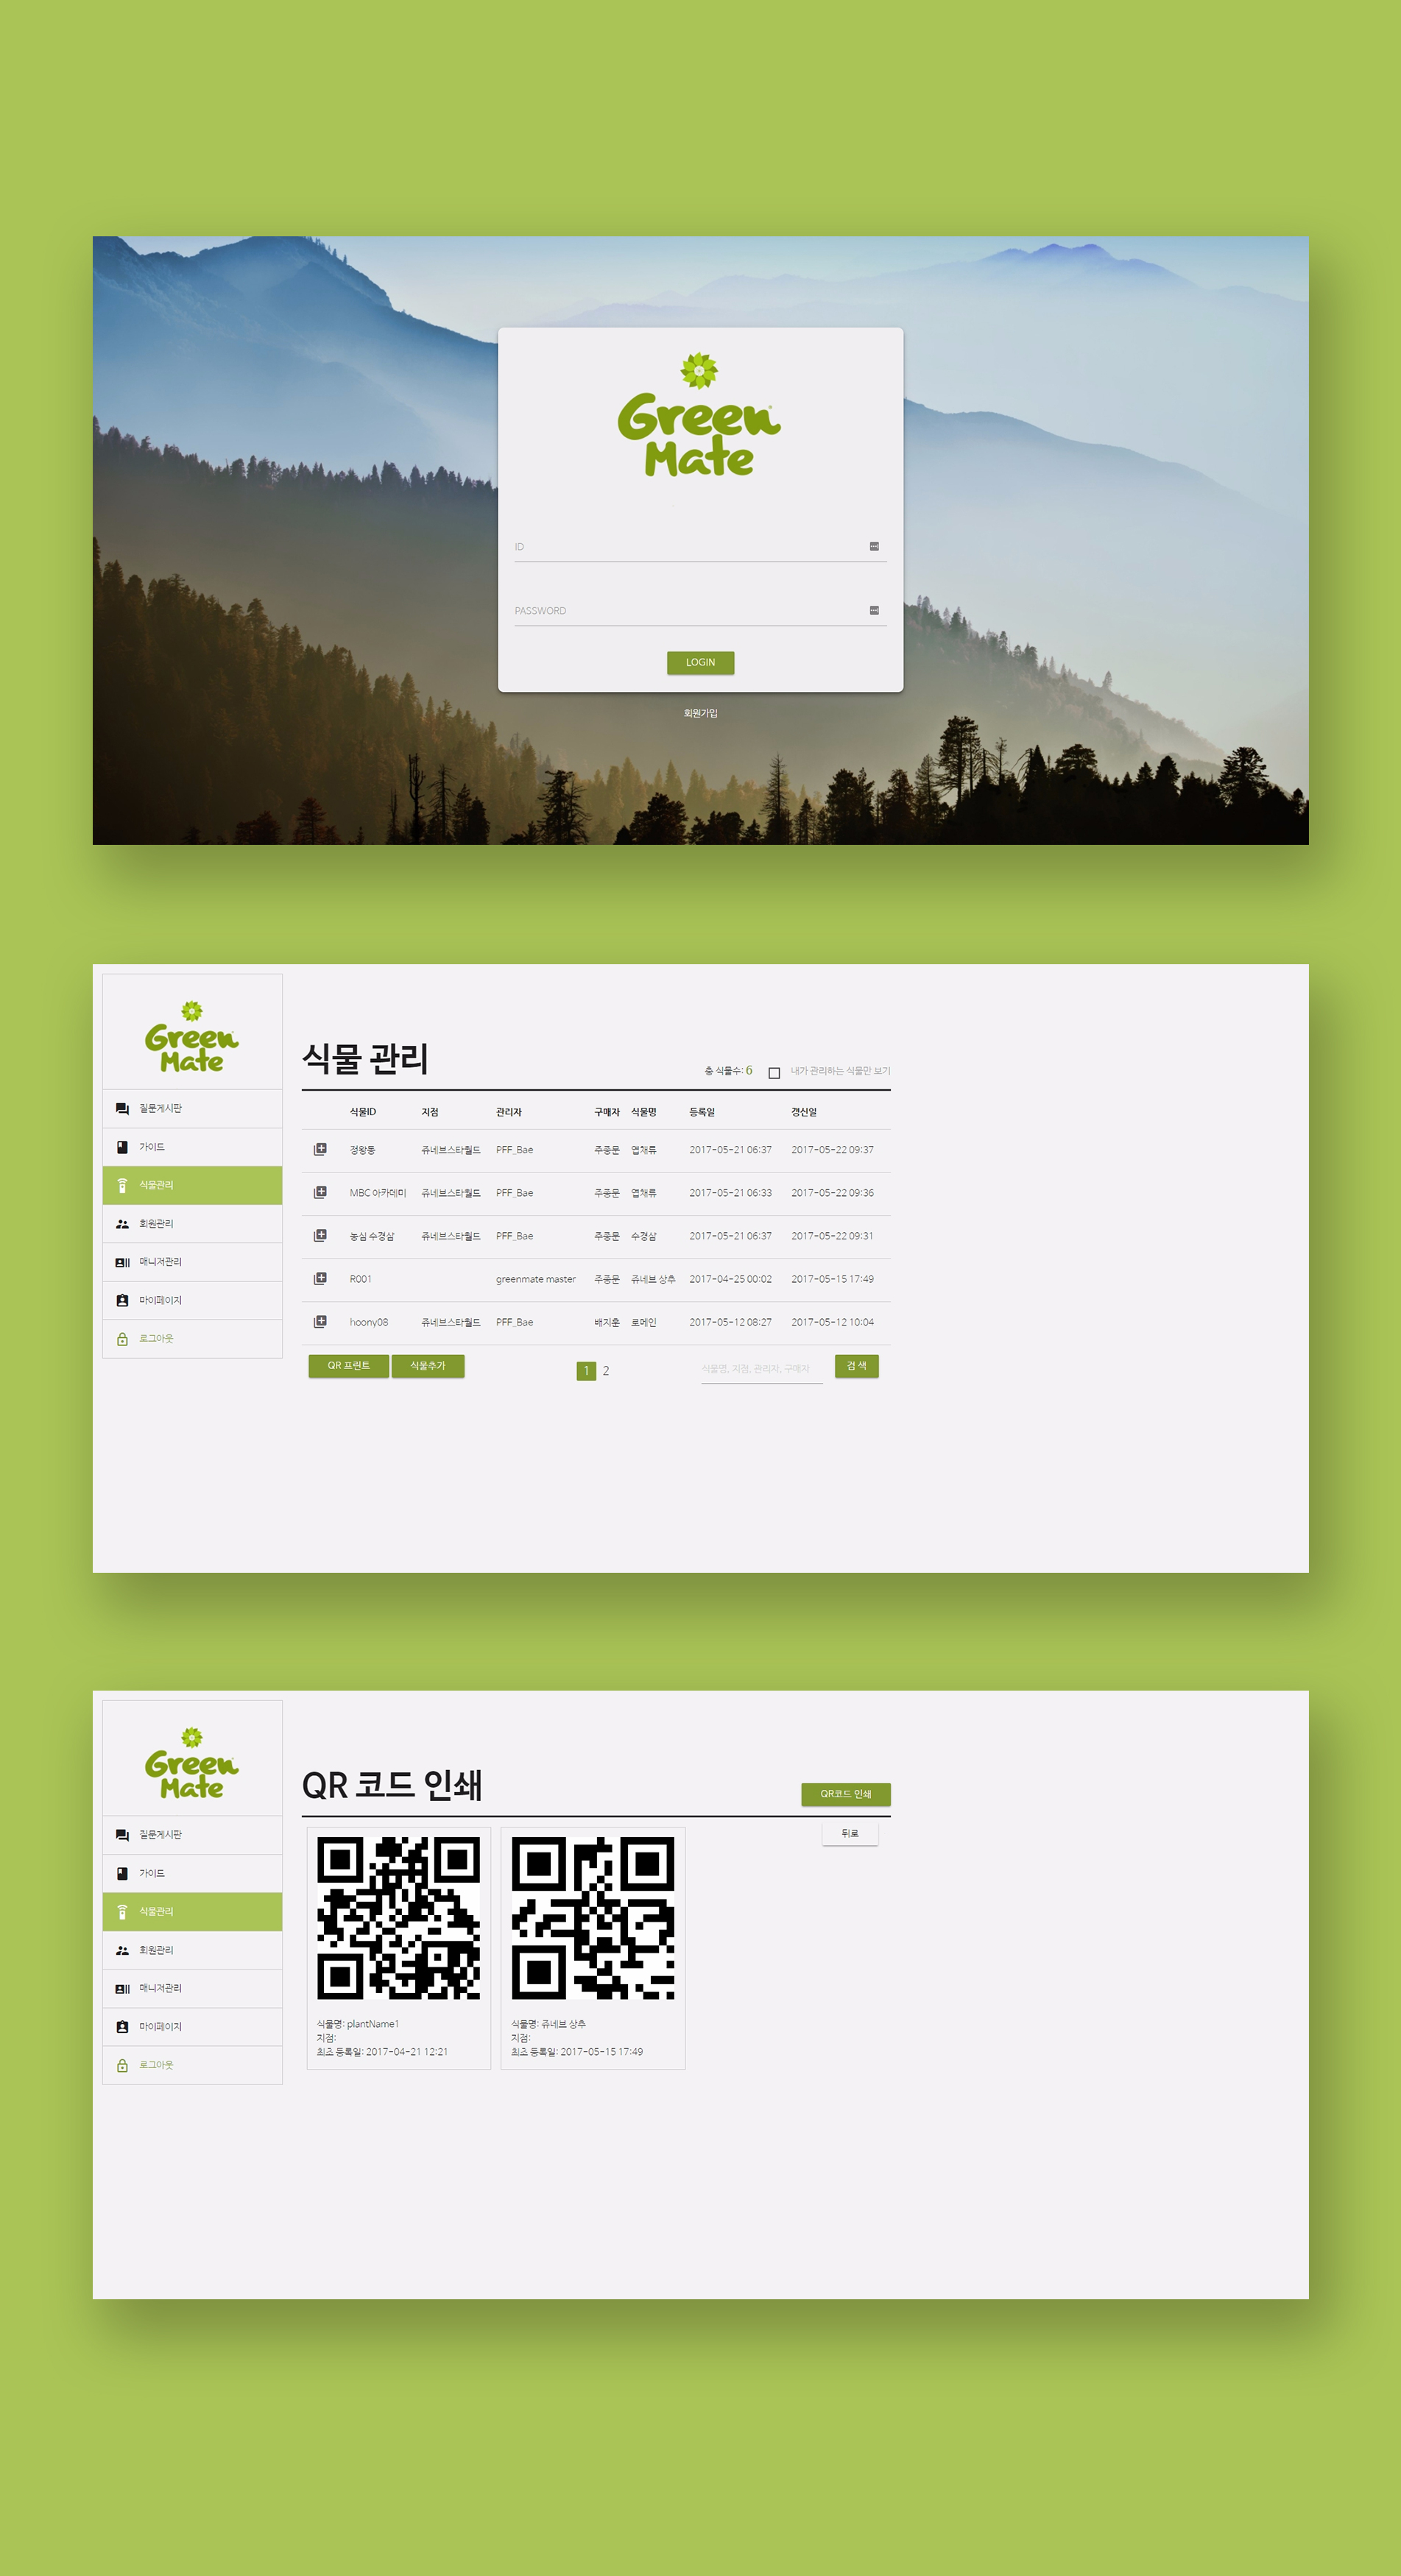 Green
Mate
ID
PASSWORD
LOGIN
회원가입
Green
Mate
질문게시판
가이드
식물관리
회원관리
매니저관리
마이페이지
로그아웃
식물 관리
총 식물수: 6 내가 관리하는 식물만 보기
식물ID 지점 관리자 구매자 식물명 등록일 갱신일
정왕동 쥬네브스타월드 PFF_Bae 주종문 엽채류 2017-05-21 06:37 2017-05-22 09:37
MBC 아카데미 쥬네브스타월드 PFF_Bae 주종문 엽채류 2017-05-21 06:33 2017-05-22 09:36
농심 수경삼 쥬네브스타월드 PFF_Bae 주종문 수경삼 2017-05-21 06:37 2017-05-22 09:31
R001 greenmate master 주종문 쥬네브 상추 2017-04-25 00:02 2017-05-15 17:49
hoony08 쥬네브스타월드 PFF_Bae 배지훈 로메인 2017-05-12 08:27 2017-05-12 10:04
QR 프린트 식물추가 1 2 식물명, 지점, 관리자, 구매자 검 색
Green
Mate
질문게시판
가이드
식물관리
회원관리
매니저관리
마이페이지
로그아웃
QR 코드 인쇄
QR코드 인쇄
뒤로
식물명: plantName1
지점:
최초 등록일: 2017-04-21 12:21
식물명: 쥬네브 상추
지점:
최초 등록일: 2017-05-15 17:49